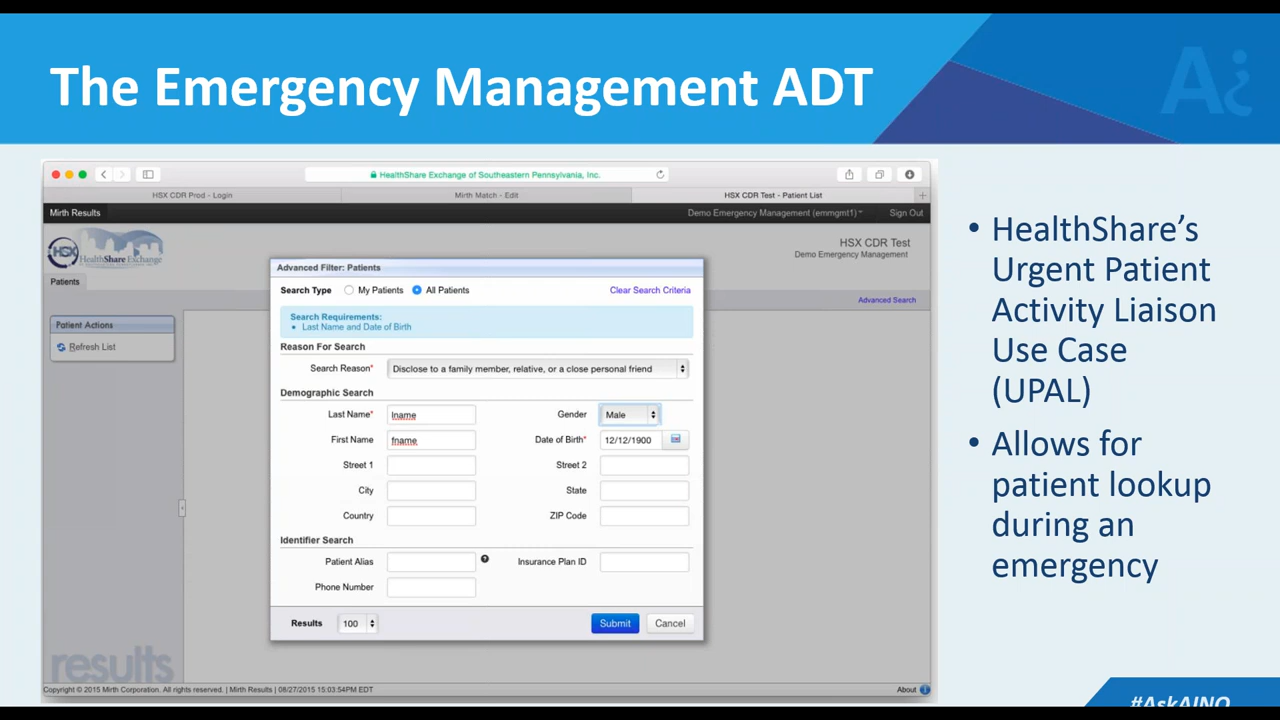 The Emergency Management ADT
Ai
HealthShare Exchange of Southeastern Pennsylvania, Inc.
HSX CDR Prod - Login
Mirth Match - Edit
HSX CDR Test - Patient List
Mirth Results
Demo Emergency Management (emmgmt1)
Sign Out
HSX
HealthShare Exchange
HSX CDR Test
Demo Emergency Management
Patients
Advanced Search
Patient Actions
Refresh List
Advanced Filter: Patients
Search Type My Patients All Patients Clear Search Criteria
Search Requirements:
• Last Name and Date of Birth
Reason For Search
Search Reason* Disclose to a family member, relative, or a close personal friend
Demographic Search
Last Name* lname Gender Male
First Name fname Date of Birth* 12/12/1900
Street 1 Street 2
City State
Country ZIP Code
Identifier Search
Patient Alias ? Insurance Plan ID
Phone Number
Results 100 Submit Cancel
results
Copyright © 2015 Mirth Corporation. All rights reserved. | Mirth Results | 08/27/2015 15:03:54PM EDT
About
• HealthShare's
Urgent Patient
Activity Liaison
Use Case
(UPAL)
• Allows for
patient lookup
during an
emergency
#AskAINQ